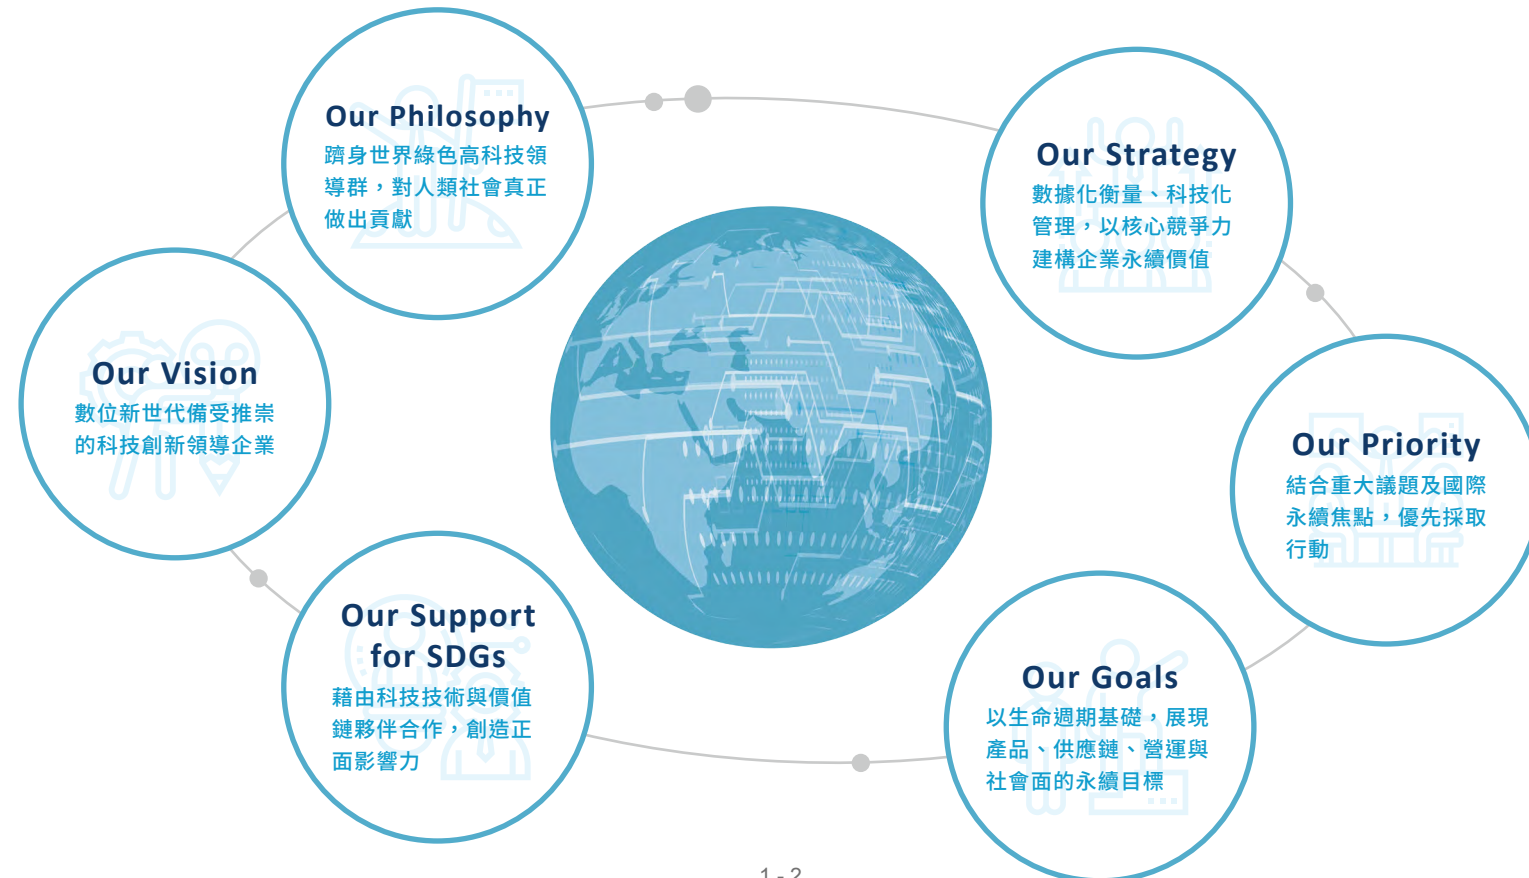 Our Philosophy
躋身世界綠色高科技領
導群，對人類社會真正
做出貢獻
Our Strategy
數據化衡量、科技化
管理，以核心競爭力
建構企業永續價值
Our Vision
數位新世代備受推崇
的科技創新領導企業
Our Priority
結合重大議題及國際
永續焦點，優先採取
行動
Our Support
for SDGs
藉由科技技術與價值
鏈夥伴合作，創造正
面影響力
Our Goals
以生命週期基礎，展現
產品、供應鏈、營運與
社會面的永續目標
1 - 2